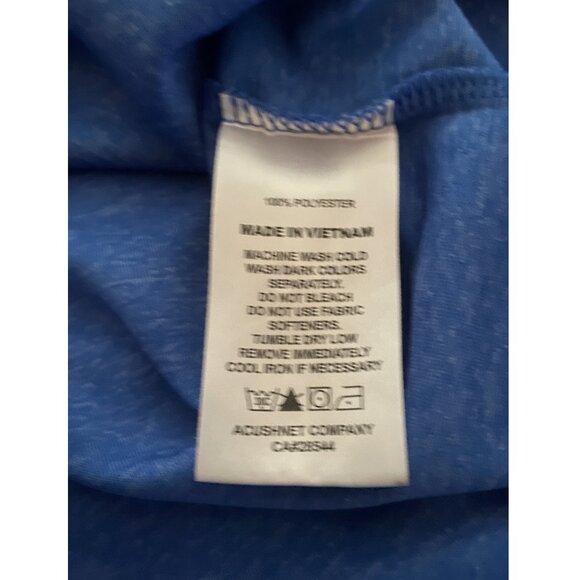 100% POLYESTER
MADE IN VIETNAM
MACHINE WASH COLD
WASH DARK COLORS
SEPARATELY.
DO NOT BLEACH
DO NOT USE FABRIC
SOFTENERS.
TUMBLE DRY LOW
REMOVE IMMEDIATELY
COOL IRON IF NECESSARY
ACUSHNET COMPANY
CA#28544